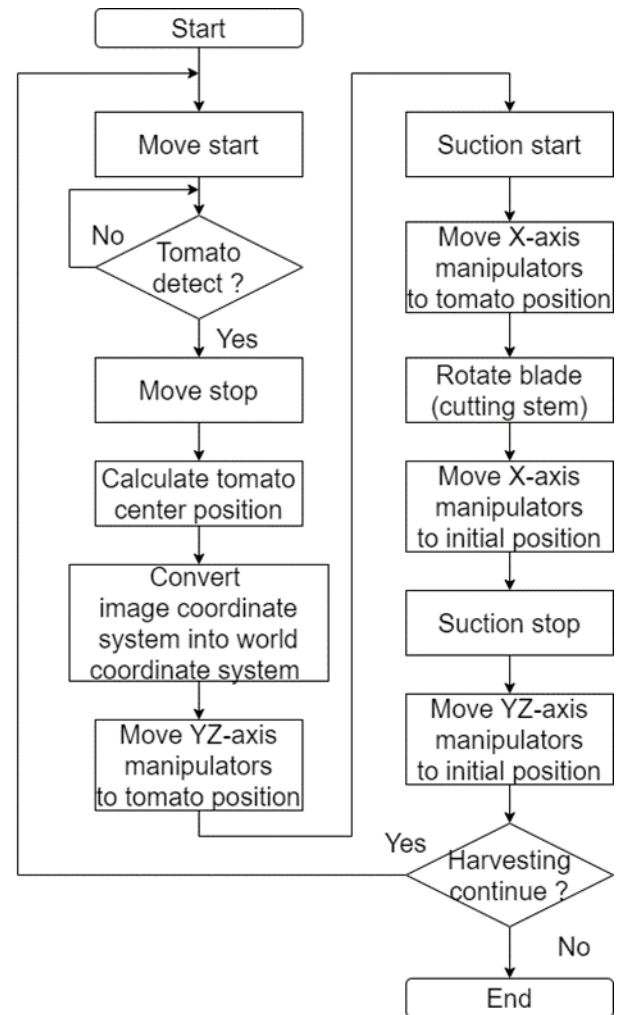 Start
Move start
No
Tomato
detect ?
Yes
Move stop
Calculate tomato
center position
Convert
image coordinate
system into world
coordinate system
Move YZ-axis
manipulators
to tomato position
Suction start
Move X-axis
manipulators
to tomato position
Rotate blade
(cutting stem)
Move X-axis
manipulators
to initial position
Suction stop
Move YZ-axis
manipulators
to initial position
Yes
Harvesting
continue ?
No
End